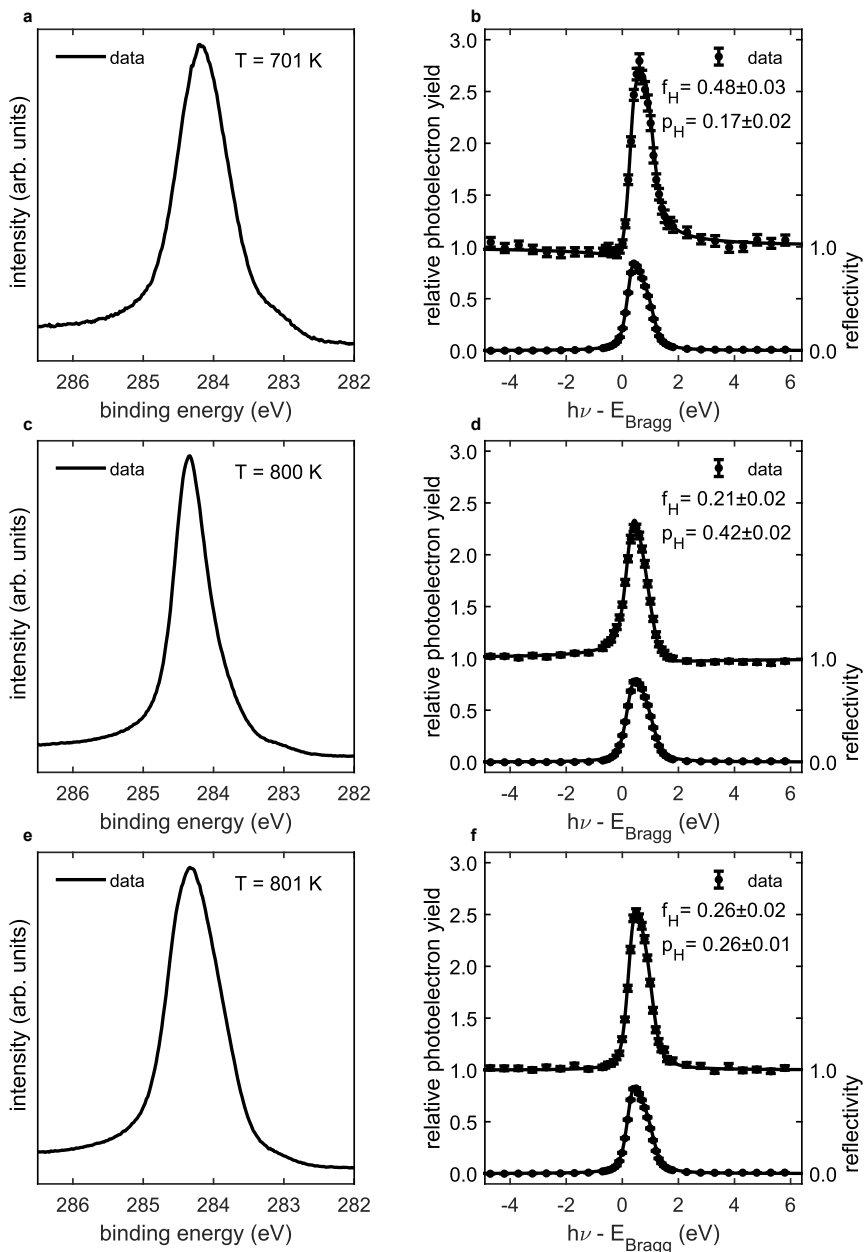 a
data
T = 701 K
intensity (arb. units)
286 285 284 283 282
binding energy (eV)
b
data
f_H = 0.48±0.03
p_H = 0.17±0.02
relative photoelectron yield
3.0
2.5
2.0
1.5
1.0
0.5
0.0
1.0
0.0
reflectivity
-4 -2 0 2 4 6
hν - E_Bragg (eV)
c
data
T = 800 K
intensity (arb. units)
286 285 284 283 282
binding energy (eV)
d
data
f_H = 0.21±0.02
p_H = 0.42±0.02
relative photoelectron yield
3.0
2.5
2.0
1.5
1.0
0.5
0.0
1.0
0.0
reflectivity
-4 -2 0 2 4 6
hν - E_Bragg (eV)
e
data
T = 801 K
intensity (arb. units)
286 285 284 283 282
binding energy (eV)
f
data
f_H = 0.26±0.02
p_H = 0.26±0.01
relative photoelectron yield
3.0
2.5
2.0
1.5
1.0
0.5
0.0
1.0
0.0
reflectivity
-4 -2 0 2 4 6
hν - E_Bragg (eV)